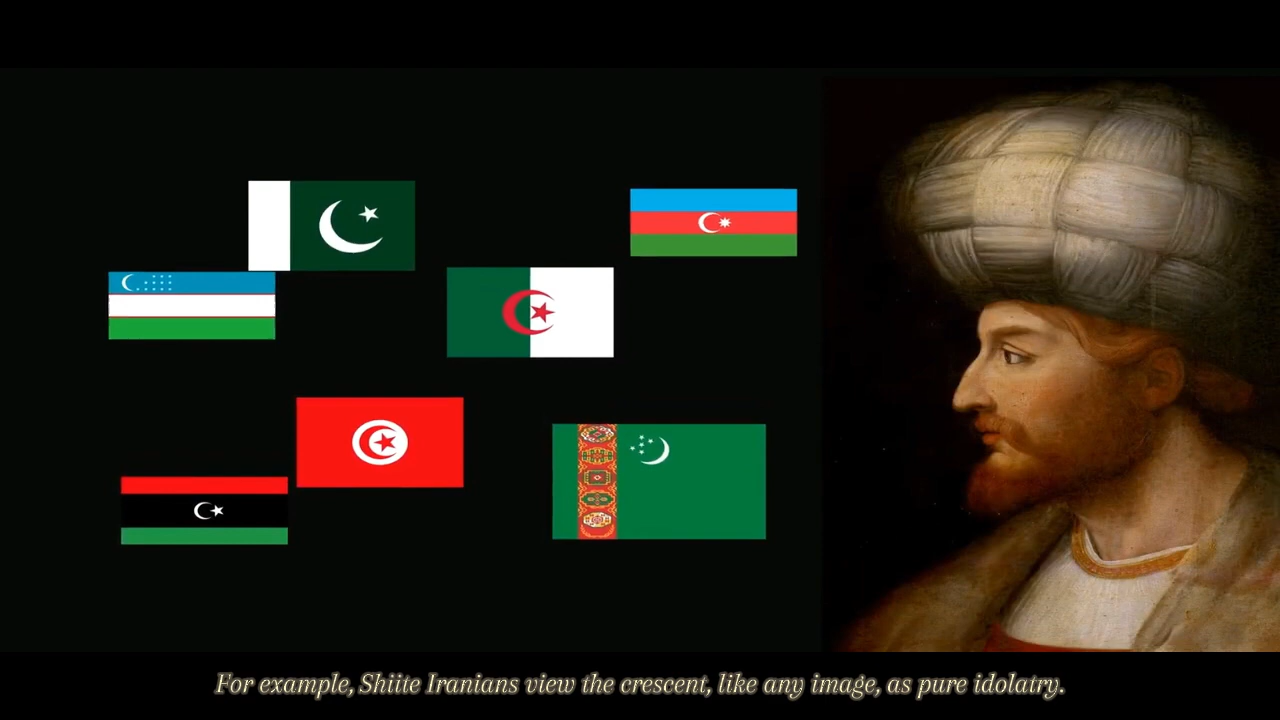 For example, Shiite Iranians view the crescent, like any image, as pure idolatry.